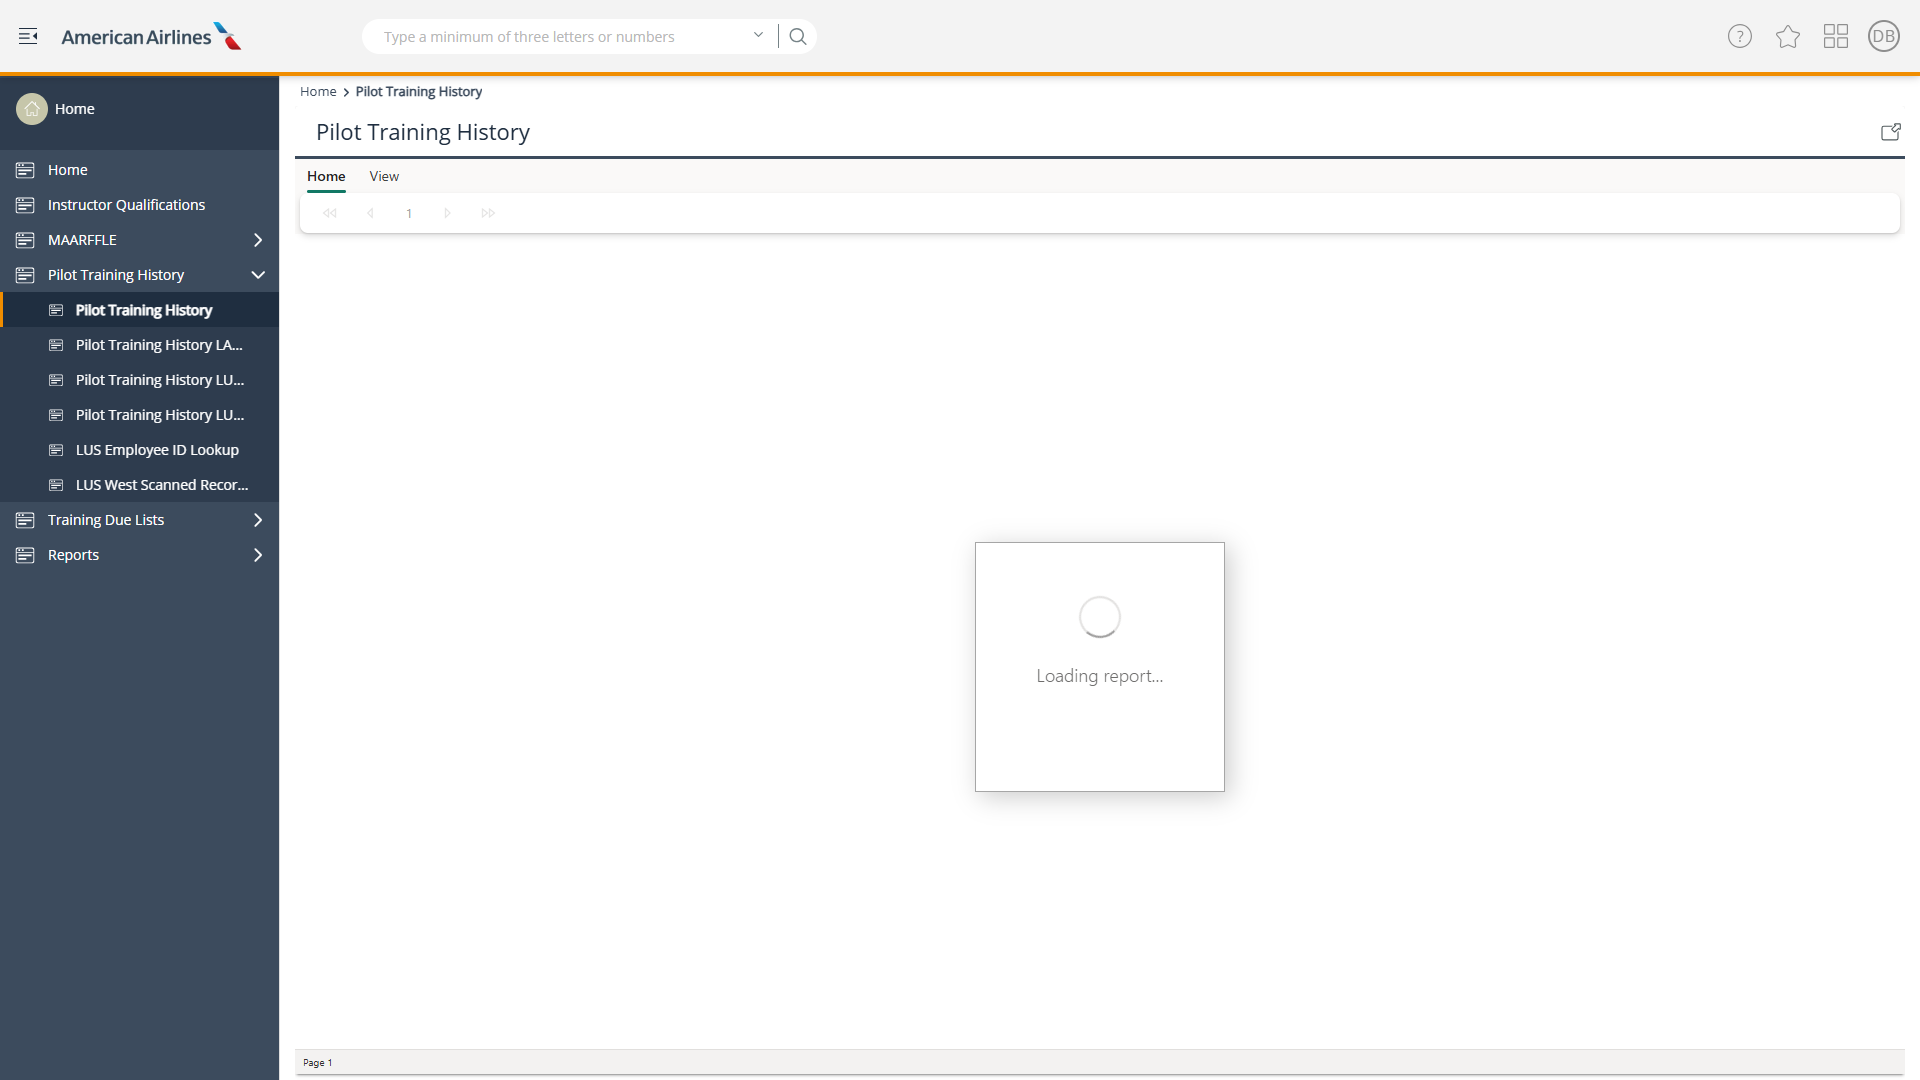 American Airlines
Type a minimum of three letters or numbers
?
DB
Home
Home
Instructor Qualifications
MAARFFLE
Pilot Training History
Pilot Training History
Pilot Training History LA...
Pilot Training History LU...
Pilot Training History LU...
LUS Employee ID Lookup
LUS West Scanned Recor...
Training Due Lists
Reports
Home > Pilot Training History
Pilot Training History
Home View
1
Loading report...
Page 1